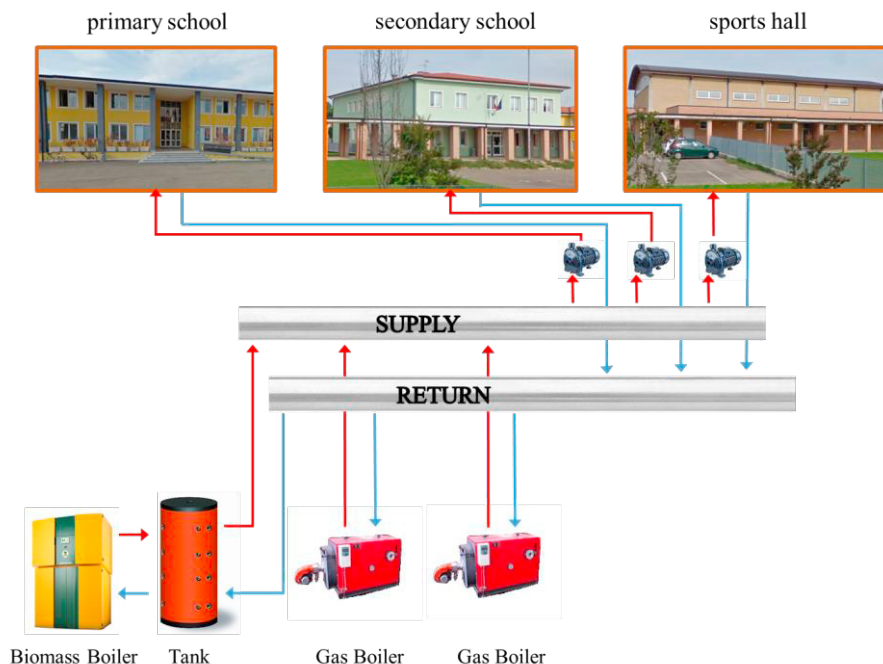 primary school
secondary school
sports hall
SUPPLY
RETURN
Biomass Boiler
Tank
Gas Boiler
Gas Boiler